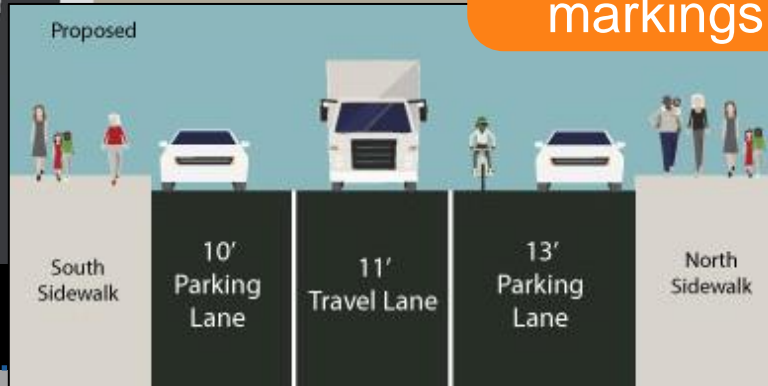 markings
Proposed
South
Sidewalk
10′
Parking
Lane
11′
Travel Lane
13′
Parking
Lane
North
Sidewalk